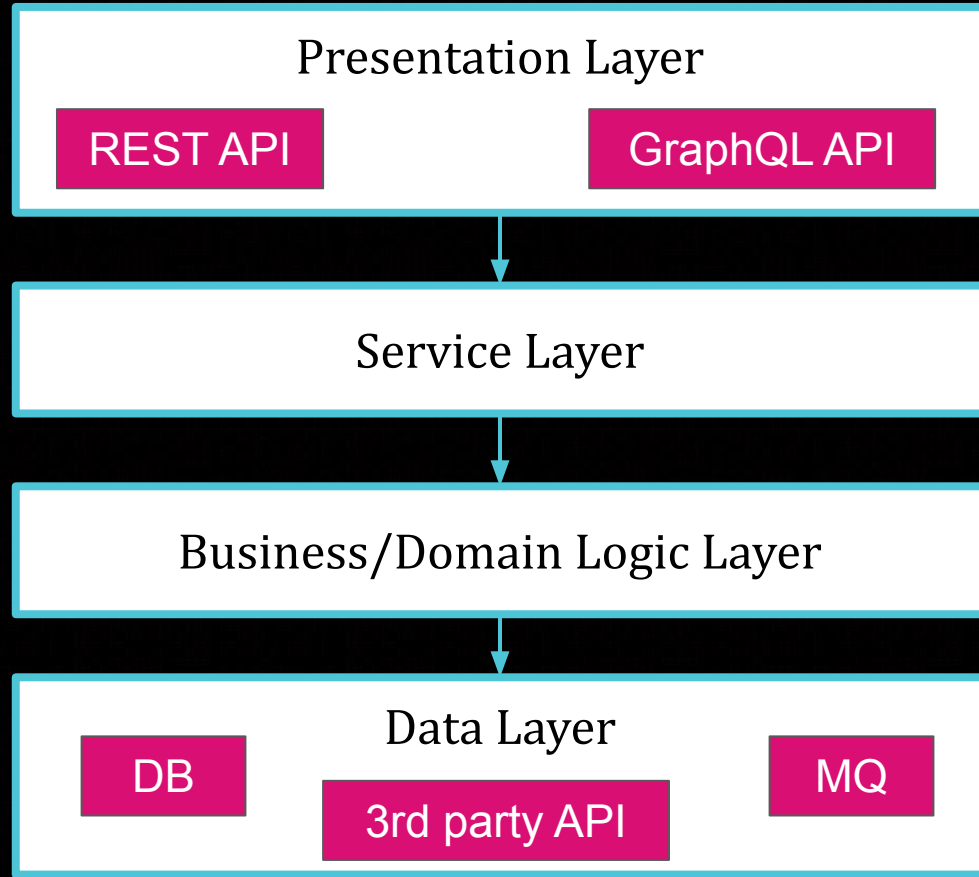 Presentation Layer
REST API
GraphQL API
Service Layer
Business/Domain Logic Layer
Data Layer
DB
3rd party API
MQ